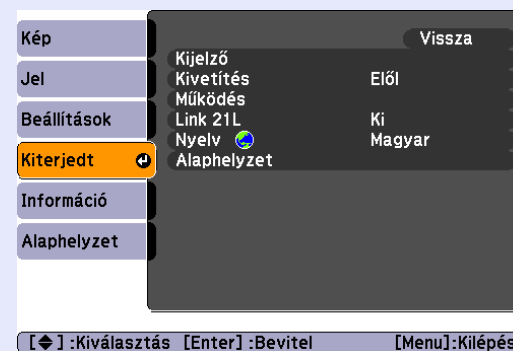 Kép
Jel
Beállítások
Kiterjedt
Információ
Alaphelyzet
Vissza
Kijelző
Kivetítés Elől
Működés
Link 21L Ki
Nyelv Magyar
Alaphelyzet
[ ] :Kiválasztás [Enter] :Bevitel [Menu]:Kilépés